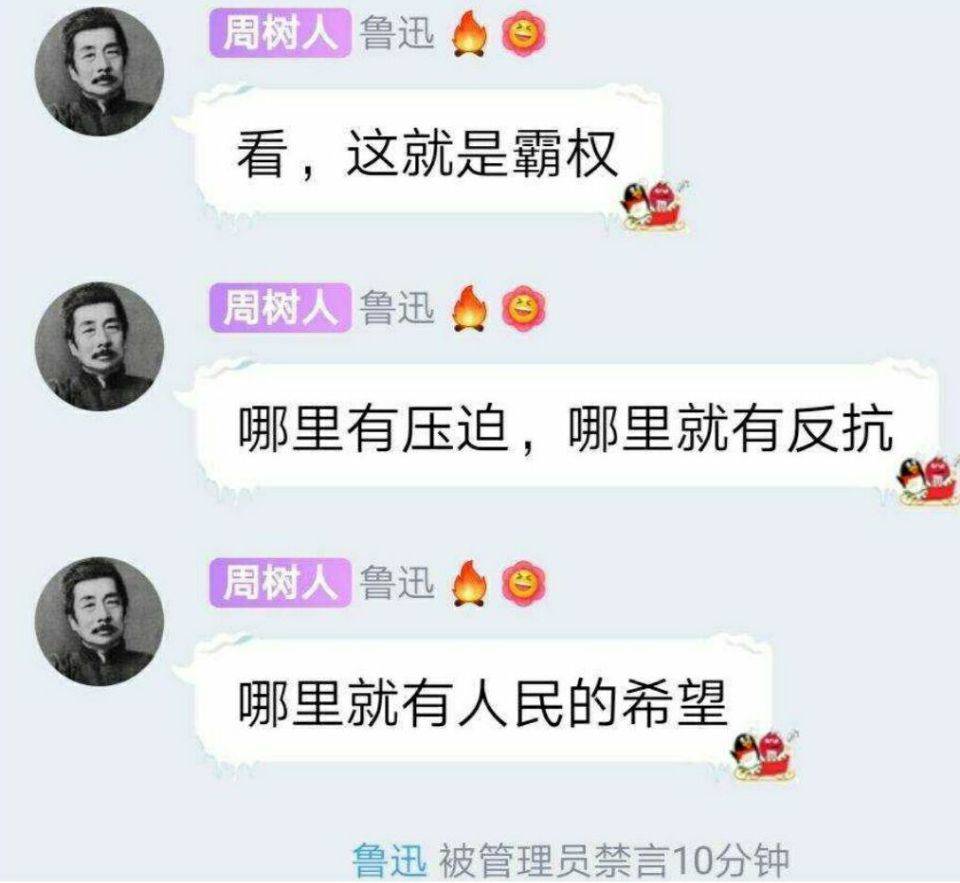 周树人 鲁迅
看，这就是霸权
周树人 鲁迅
哪里有压迫，哪里就有反抗
周树人 鲁迅
哪里就有人民的希望
鲁迅 被管理员禁言10分钟